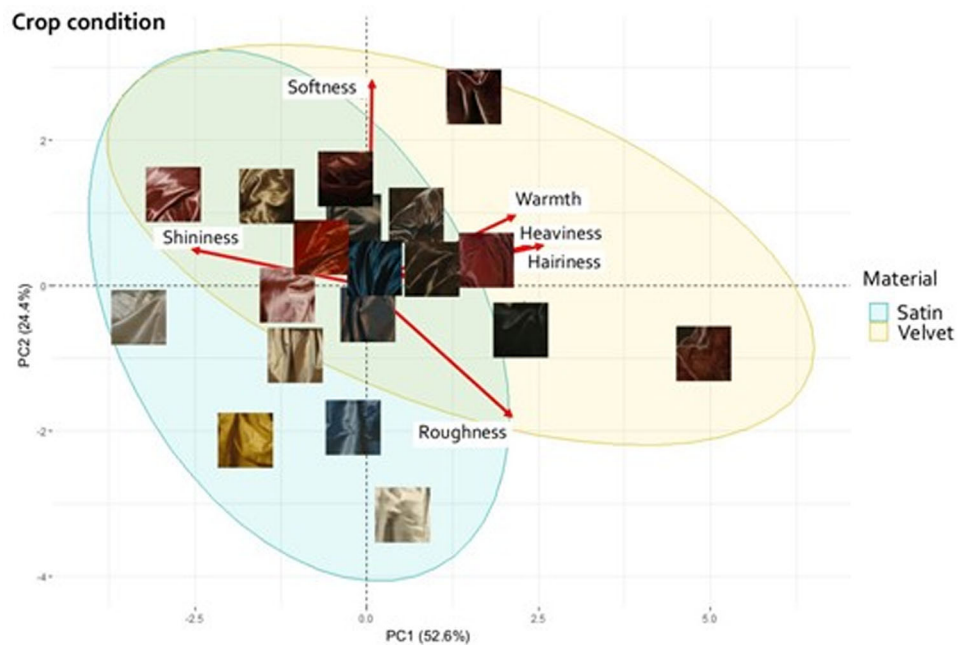 Crop condition
Softness
Warmth
Heaviness
Hairiness
Shininess
Roughness
2
0
-2
-4
PC2 (24.4%)
-2.5
0.0
2.5
5.0
PC1 (52.6%)
Material
Satin
Velvet